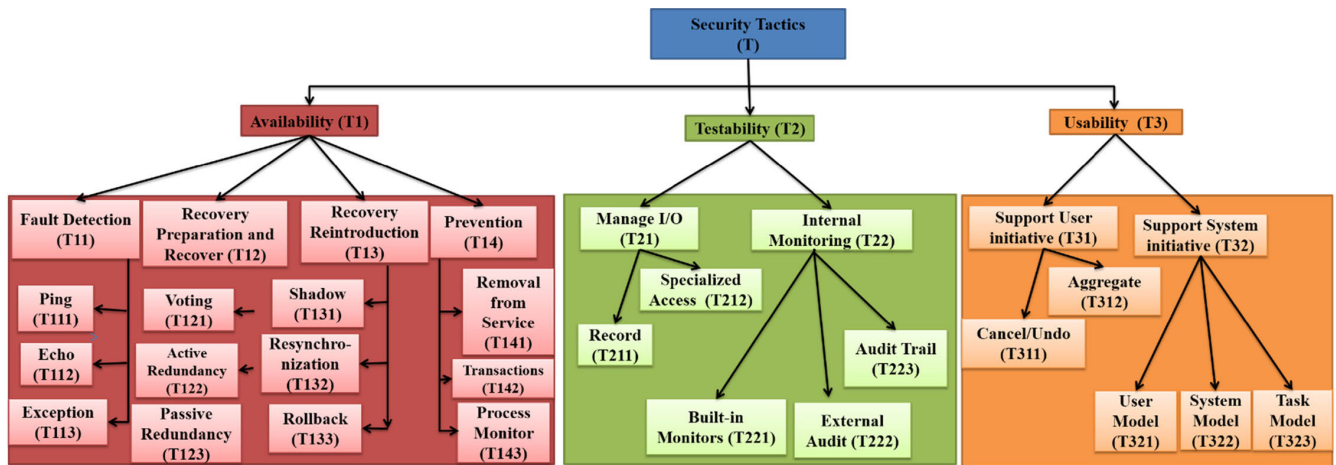 Security Tactics
(T)
Availability (T1)
Testability (T2)
Usability (T3)
Fault Detection
(T11)
Recovery
Preparation and
Recover (T12)
Recovery
Reintroduction
(T13)
Prevention
(T14)
Ping
(T111)
Echo
(T112)
Exception
(T113)
Voting
(T121)
Active
Redundancy
(T122)
Passive
Redundancy
(T123)
Shadow
(T131)
Resynchro-
nization
(T132)
Rollback
(T133)
Removal
from
Service
(T141)
Transactions
(T142)
Process
Monitor
(T143)
Manage I/O
(T21)
Internal
Monitoring (T22)
Specialized
Access (T212)
Record
(T211)
Audit Trail
(T223)
Built-in
Monitors (T221)
External
Audit (T222)
Support User
initiative (T31)
Support System
initiative (T32)
Aggregate
(T312)
Cancel/Undo
(T311)
User
Model
(T321)
System
Model
(T322)
Task
Model
(T323)